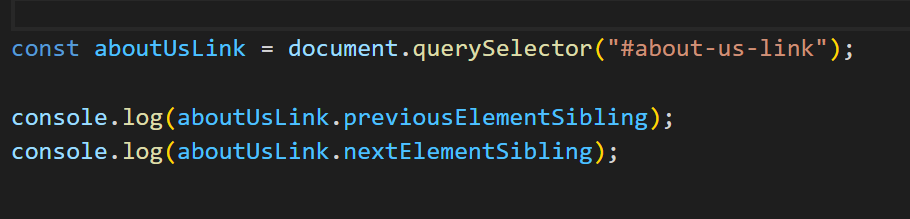 const aboutUsLink = document.querySelector("#about-us-link");
console.log(aboutUsLink.previousElementSibling);
console.log(aboutUsLink.nextElementSibling);